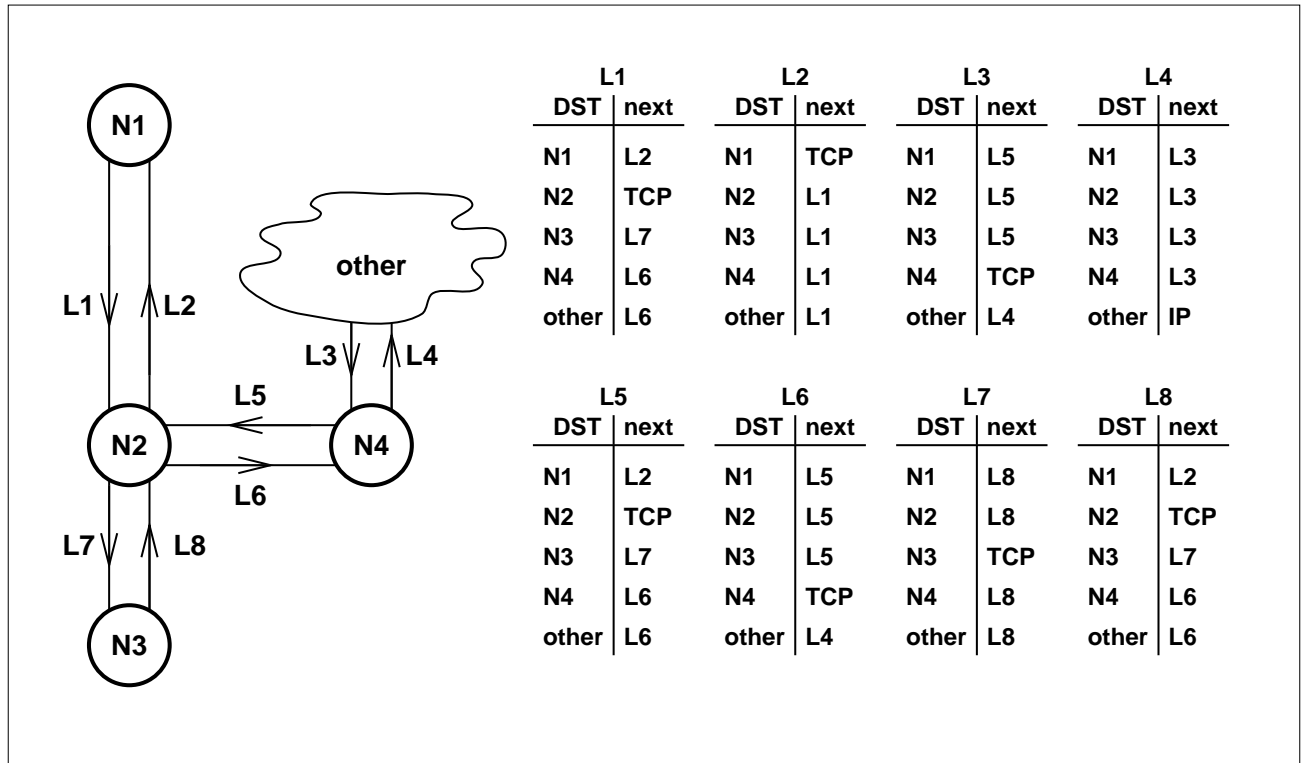 N1
L1 L2
other
L3 L4
L5
N2 N4
L6
L7 L8
N3
L1
DST next
N1 L2
N2 TCP
N3 L7
N4 L6
other L6
L2
DST next
N1 TCP
N2 L1
N3 L1
N4 L1
other L1
L3
DST next
N1 L5
N2 L5
N3 L5
N4 TCP
other L4
L4
DST next
N1 L3
N2 L3
N3 L3
N4 L3
other IP
L5
DST next
N1 L2
N2 TCP
N3 L7
N4 L6
other L6
L6
DST next
N1 L5
N2 L5
N3 L5
N4 TCP
other L4
L7
DST next
N1 L8
N2 L8
N3 TCP
N4 L8
other L8
L8
DST next
N1 L2
N2 TCP
N3 L7
N4 L6
other L6